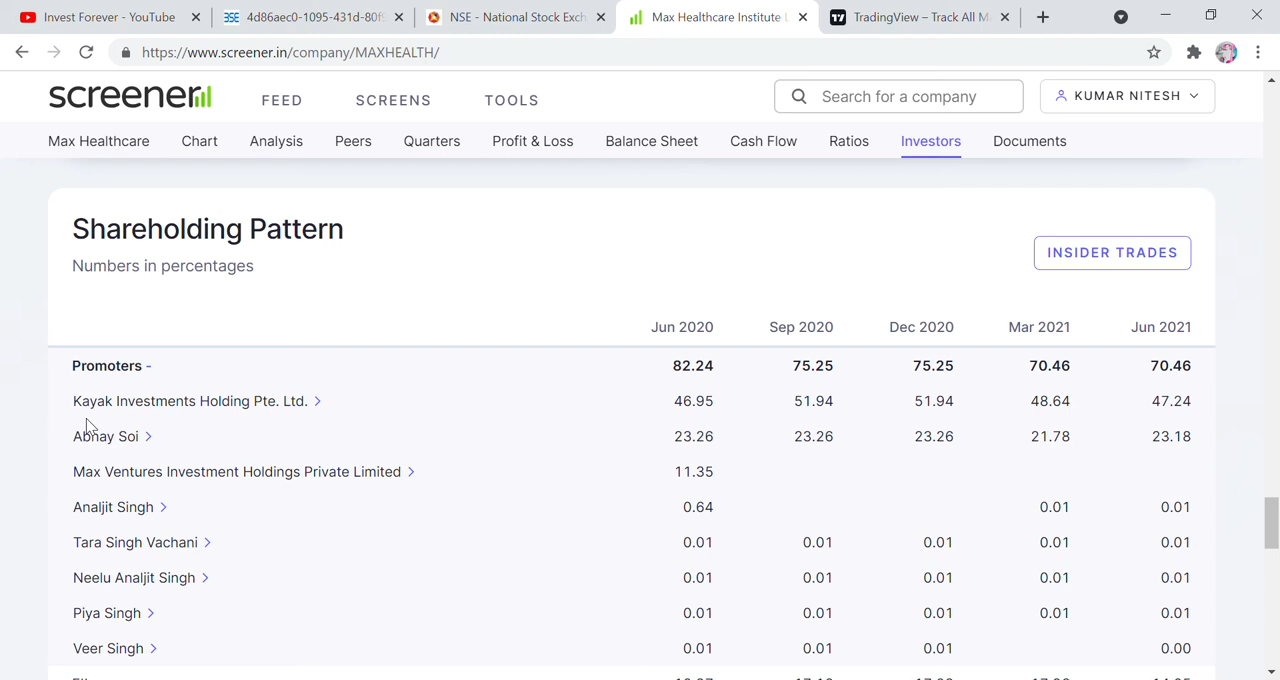 Invest Forever - YouTube
4d86aec0-1095-431d-80f
NSE - National Stock Exch
Max Healthcare Institute
TradingView – Track All M
https://www.screener.in/company/MAXHEALTH/
screener
FEED
SCREENS
TOOLS
Search for a company
KUMAR NITESH
Max Healthcare
Chart
Analysis
Peers
Quarters
Profit & Loss
Balance Sheet
Cash Flow
Ratios
Investors
Documents
Shareholding Pattern
Numbers in percentages
INSIDER TRADES
Jun 2020 Sep 2020 Dec 2020 Mar 2021 Jun 2021
Promoters - 82.24 75.25 75.25 70.46 70.46
Kayak Investments Holding Pte. Ltd. 46.95 51.94 51.94 48.64 47.24
Abhay Soi 23.26 23.26 23.26 21.78 23.18
Max Ventures Investment Holdings Private Limited 11.35
Analjit Singh 0.64 0.01 0.01
Tara Singh Vachani 0.01 0.01 0.01 0.01 0.01
Neelu Analjit Singh 0.01 0.01 0.01 0.01 0.01
Piya Singh 0.01 0.01 0.01 0.01 0.01
Veer Singh 0.01 0.01 0.01 0.00